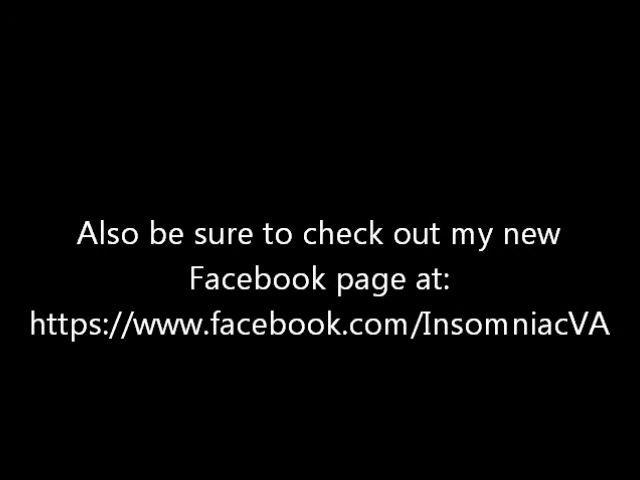 Also be sure to check out my new
Facebook page at:
https://www.facebook.com/InsomniacVA